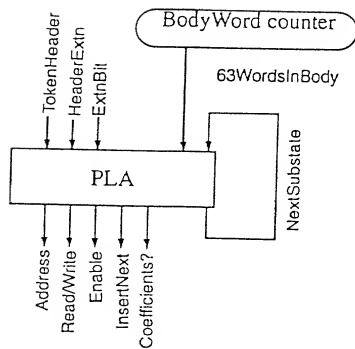 BodyWord counter
63WordsInBody
TokenHeader
HeaderExtn
ExtnBit
PLA
NextSubstate
Address
Read/Write
Enable
InsertNext
Coefficients?